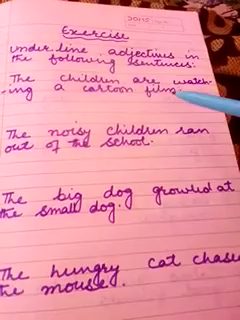 Exercise
Underline adjectives in
the following sentences.
The children are watch-
-ing a cartoon film.
The noisy children ran
out of the school.
The big dog growled at
the small dog.
The hungry cat chase
the mouse.